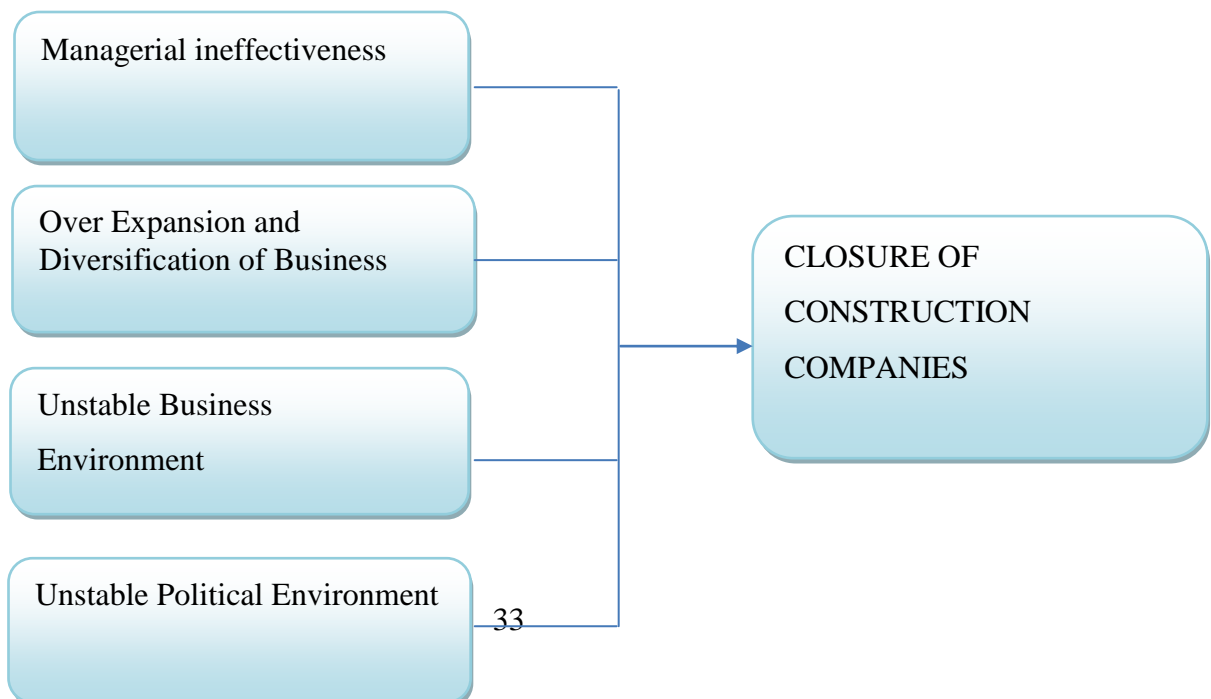 Managerial ineffectiveness
Over Expansion and
Diversification of Business
Unstable Business
Environment
Unstable Political Environment
33
CLOSURE OF
CONSTRUCTION
COMPANIES